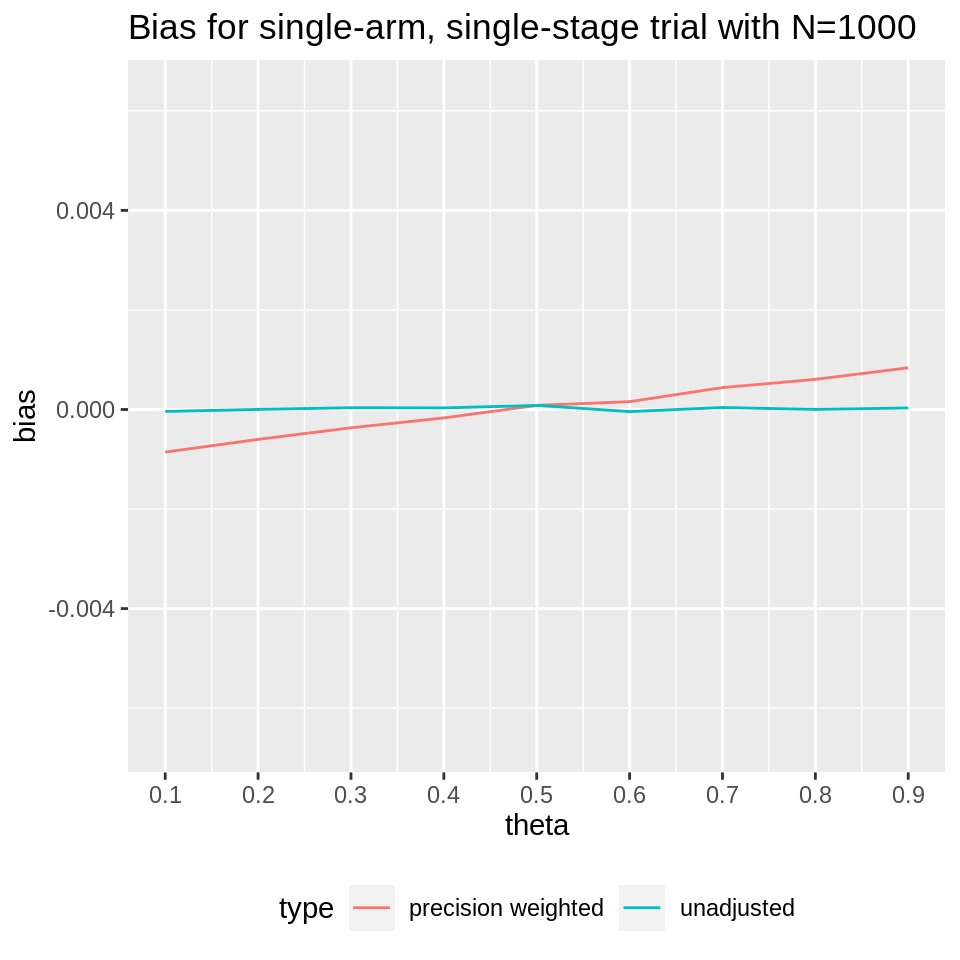 Bias for single-arm, single-stage trial with N=1000
bias
0.004
0.000
-0.004
0.1 0.2 0.3 0.4 0.5 0.6 0.7 0.8 0.9
theta
type precision weighted unadjusted